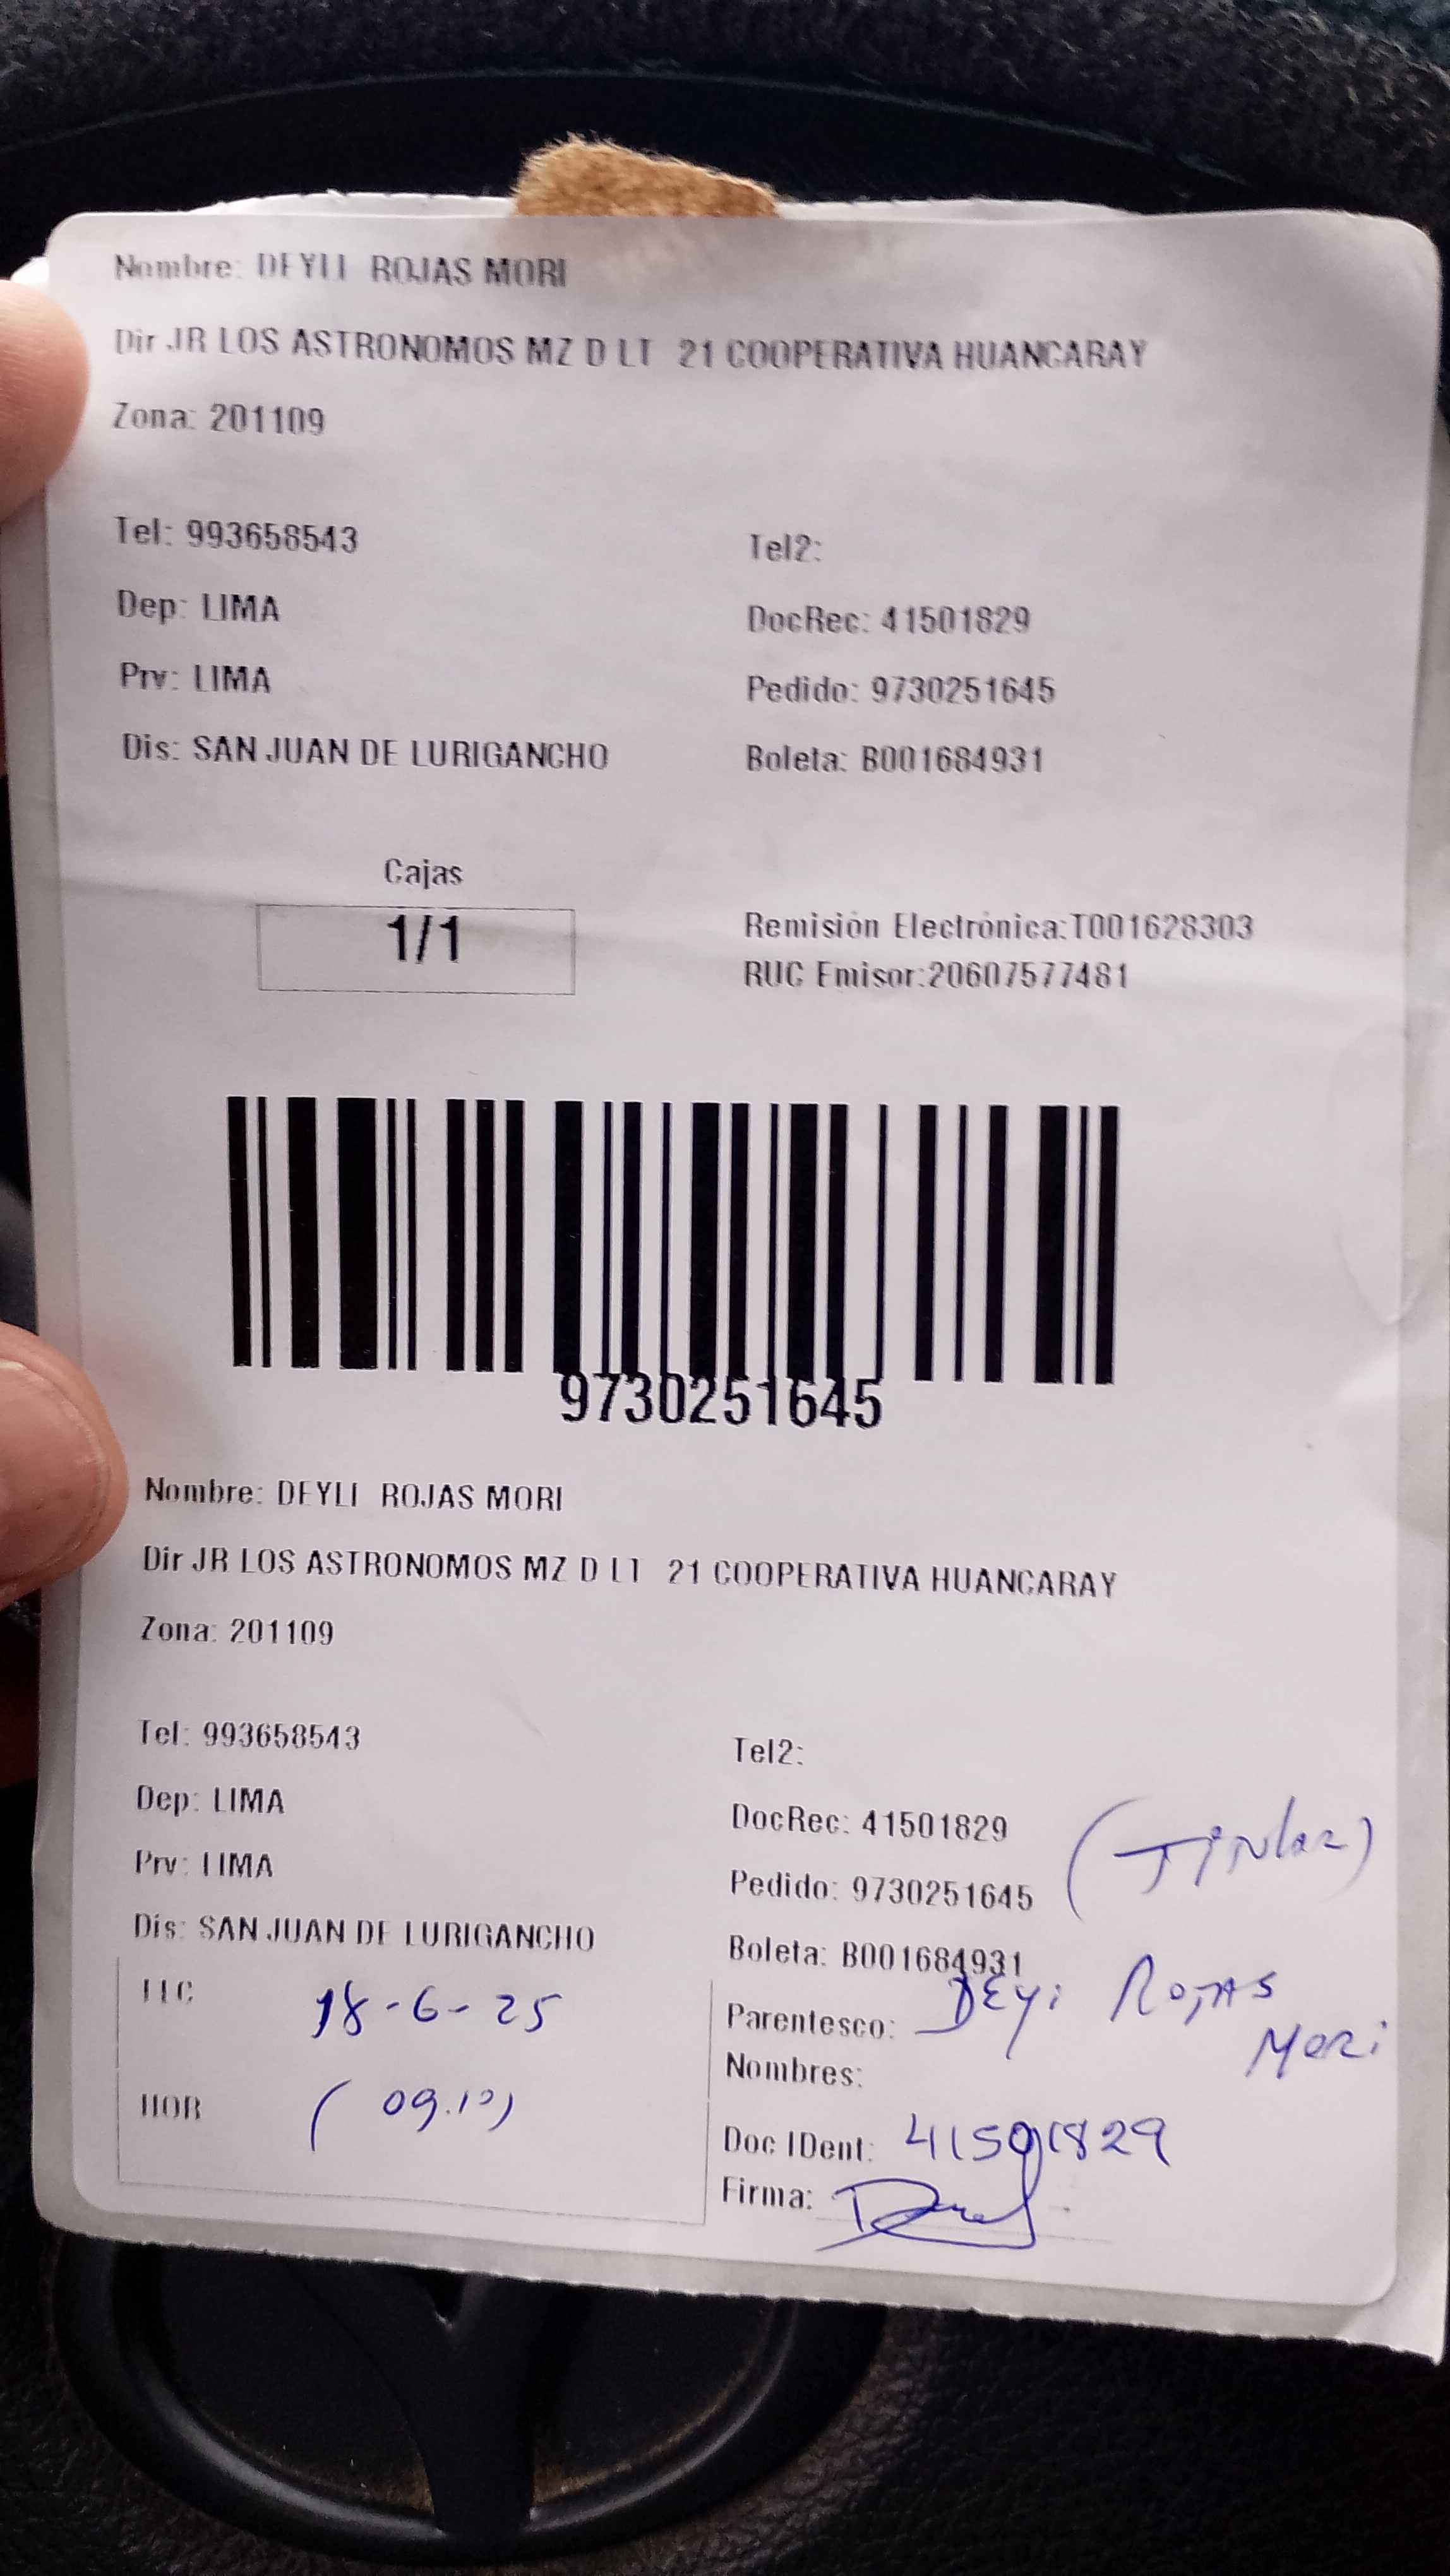 Nombre: DEYLI ROJAS MORI
Dir JR LOS ASTRONOMOS MZ D LT 21 COOPERATIVA HUANCARAY
Zona: 201109
Tel: 993658543 Tel2:
Dep: LIMA DocRec: 41501829
Prv: LIMA Pedido: 9730251645
Dis: SAN JUAN DE LURIGANCHO Boleta: B001684931
Cajas
1/1
Remisión Electrónica:T001628303
RUC Emisor:20607577481
9730251645
Nombre: DEYLI ROJAS MORI
Dir JR LOS ASTRONOMOS MZ D LT 21 COOPERATIVA HUANCARAY
Zona: 201109
Tel: 993658543 Tel2:
Dep: LIMA DocRec: 41501829
(Titular)
Prv: LIMA Pedido: 9730251645
Dis: SAN JUAN DE LURIGANCHO Boleta: B001684931
18-6-25
Parentesco: Deyi Rojas
Mori
Nombres:
HOR (09.10)
Doc IDent: 41501829
Firma: